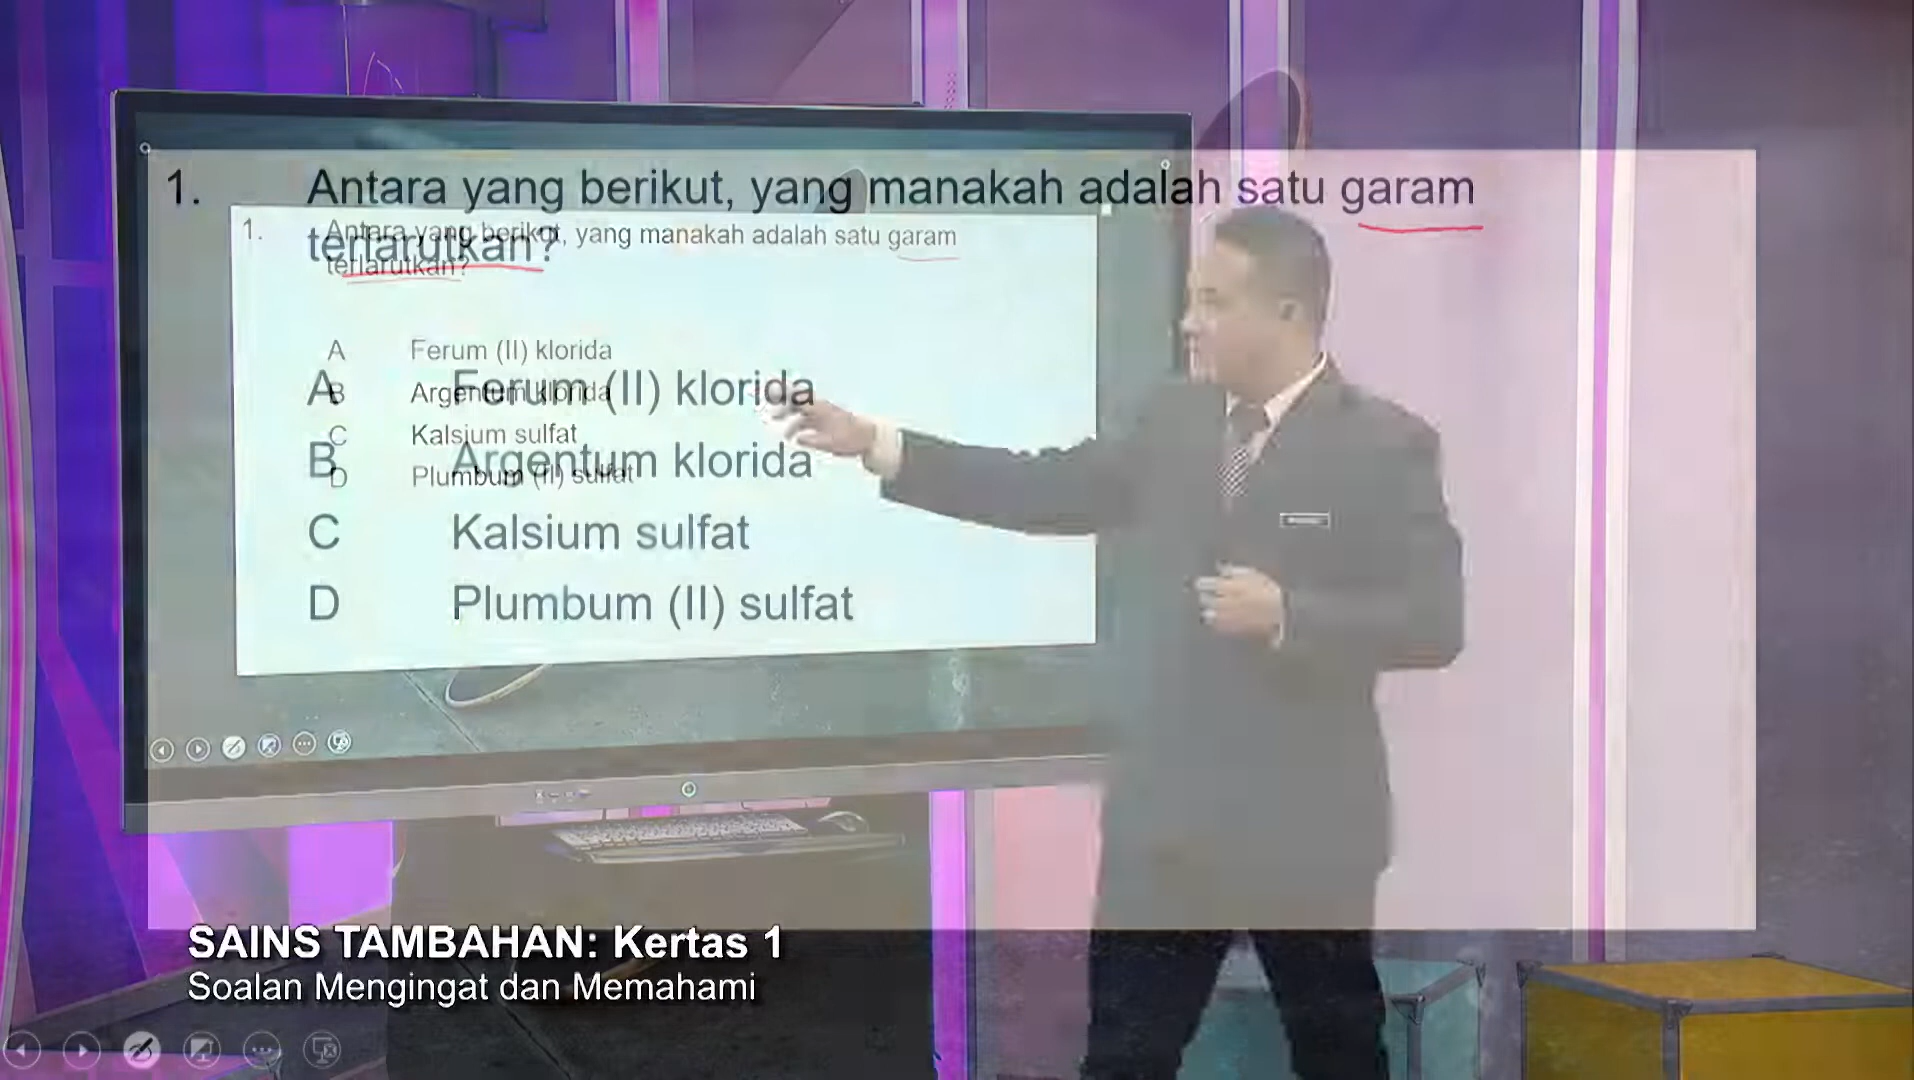 1. Antara yang berikut, yang manakah adalah satu garam
terlarutkan?
A Ferum (II) klorida
B Argentum klorida
C Kalsium sulfat
D Plumbum (II) sulfat
1. Antara yang berikut, yang manakah adalah satu garam
terlarutkan?
A Ferum (II) klorida
B Argentum klorida
C Kalsium sulfat
D Plumbum (II) sulfat
SAINS TAMBAHAN: Kertas 1
Soalan Mengingat dan Memahami